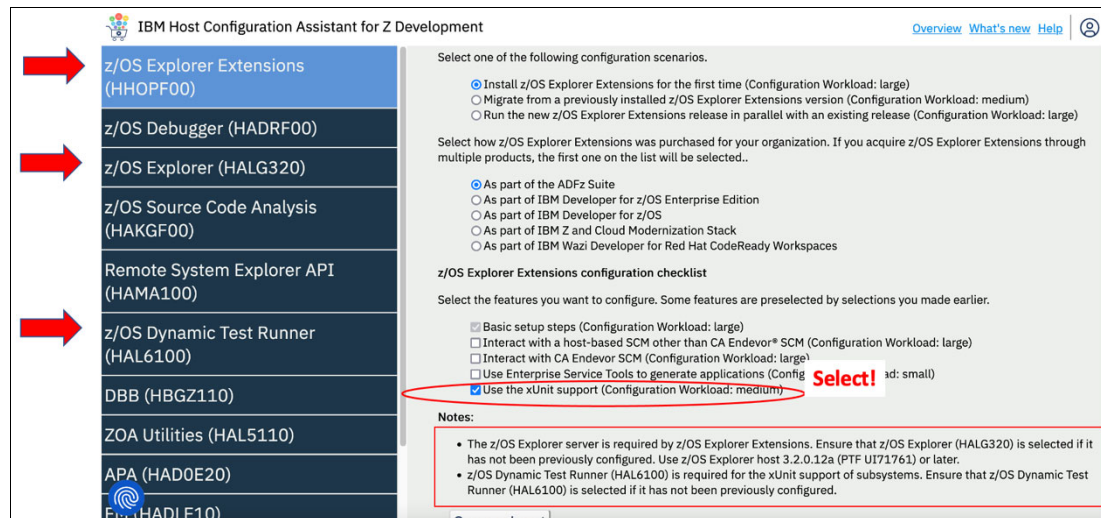 IBM Host Configuration Assistant for Z Development
Overview What's new Help
z/OS Explorer Extensions
(HHOPF00)
z/OS Debugger (HADRF00)
z/OS Explorer (HALG320)
z/OS Source Code Analysis
(HAKGF00)
Remote System Explorer API
(HAMA100)
z/OS Dynamic Test Runner
(HAL6100)
DBB (HBGZ110)
ZOA Utilities (HAL5110)
APA (HAD0E20)
(HADLE10)
Select one of the following configuration scenarios.
Install z/OS Explorer Extensions for the first time (Configuration Workload: large)
Migrate from a previously installed z/OS Explorer Extensions version (Configuration Workload: medium)
Run the new z/OS Explorer Extensions release in parallel with an existing release (Configuration Workload: large)
Select how z/OS Explorer Extensions was purchased for your organization. If you acquire z/OS Explorer Extensions through
multiple products, the first one on the list will be selected..
As part of the ADFz Suite
As part of IBM Developer for z/OS Enterprise Edition
As part of IBM Developer for z/OS
As part of IBM Z and Cloud Modernization Stack
As part of IBM Wazi Developer for Red Hat CodeReady Workspaces
z/OS Explorer Extensions configuration checklist
Select the features you want to configure. Some features are preselected by selections you made earlier.
Basic setup steps (Configuration Workload: large)
Interact with a host-based SCM other than CA Endevor® SCM (Configuration Workload: large)
Interact with CA Endevor SCM (Configuration Workload: large)
Use Enterprise Service Tools to generate applications (Config ad: small)
Select!
Use the xUnit support (Configuration Workload: medium)
Notes:
• The z/OS Explorer server is required by z/OS Explorer Extensions. Ensure that z/OS Explorer (HALG320) is selected if it
has not been previously configured. Use z/OS Explorer host 3.2.0.12a (PTF UI71761) or later.
• z/OS Dynamic Test Runner (HAL6100) is required for the xUnit support of subsystems. Ensure that z/OS Dynamic Test
Runner (HAL6100) is selected if it has not been previously configured.